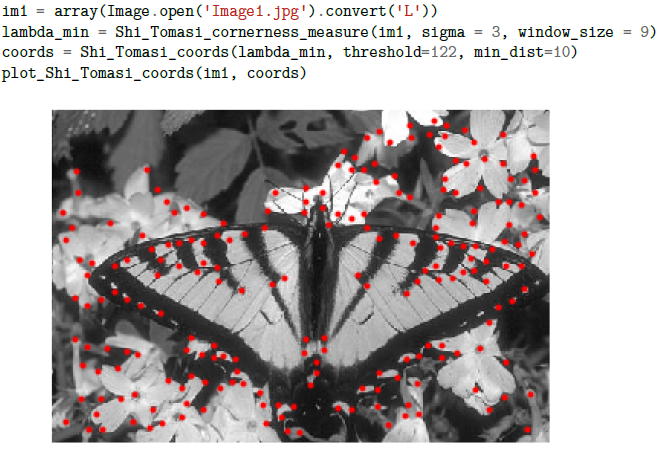 im1 = array(Image.open('Image1.jpg').convert('L'))
lambda_min = Shi_Tomasi_cornerness_measure(im1, sigma = 3, window_size = 9)
coords = Shi_Tomasi_coords(lambda_min, threshold=122, min_dist=10)
plot_Shi_Tomasi_coords(im1, coords)